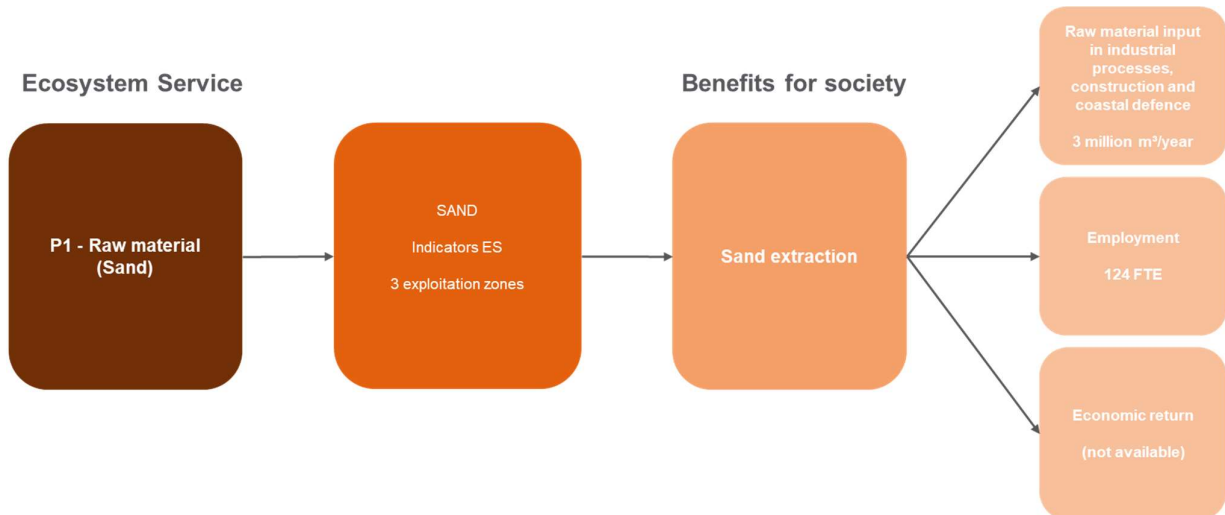 Ecosystem Service
P1 - Raw material
(Sand)
SAND
Indicators ES
3 exploitation zones
Benefits for society
Sand extraction
Raw material input
in industrial
processes,
construction and
coastal defence
3 million m³/year
Employment
124 FTE
Economic return
(not available)